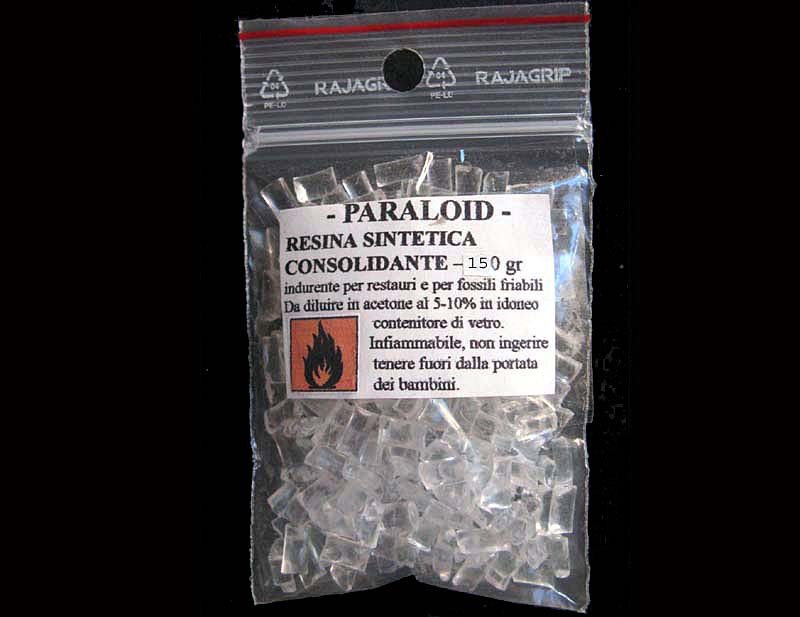 RAJAGRIP
04
PE-LD
04
PE-LD
RAJAGRIP
- PARALOID -
RESINA SINTETICA
CONSOLIDANTE – 150 gr
indurente per restauri e per fossili friabili
Da diluire in acetone al 5-10% in idoneo
contenitore di vetro.
Infiammabile, non ingerire
tenere fuori dalla portata
dei bambini.